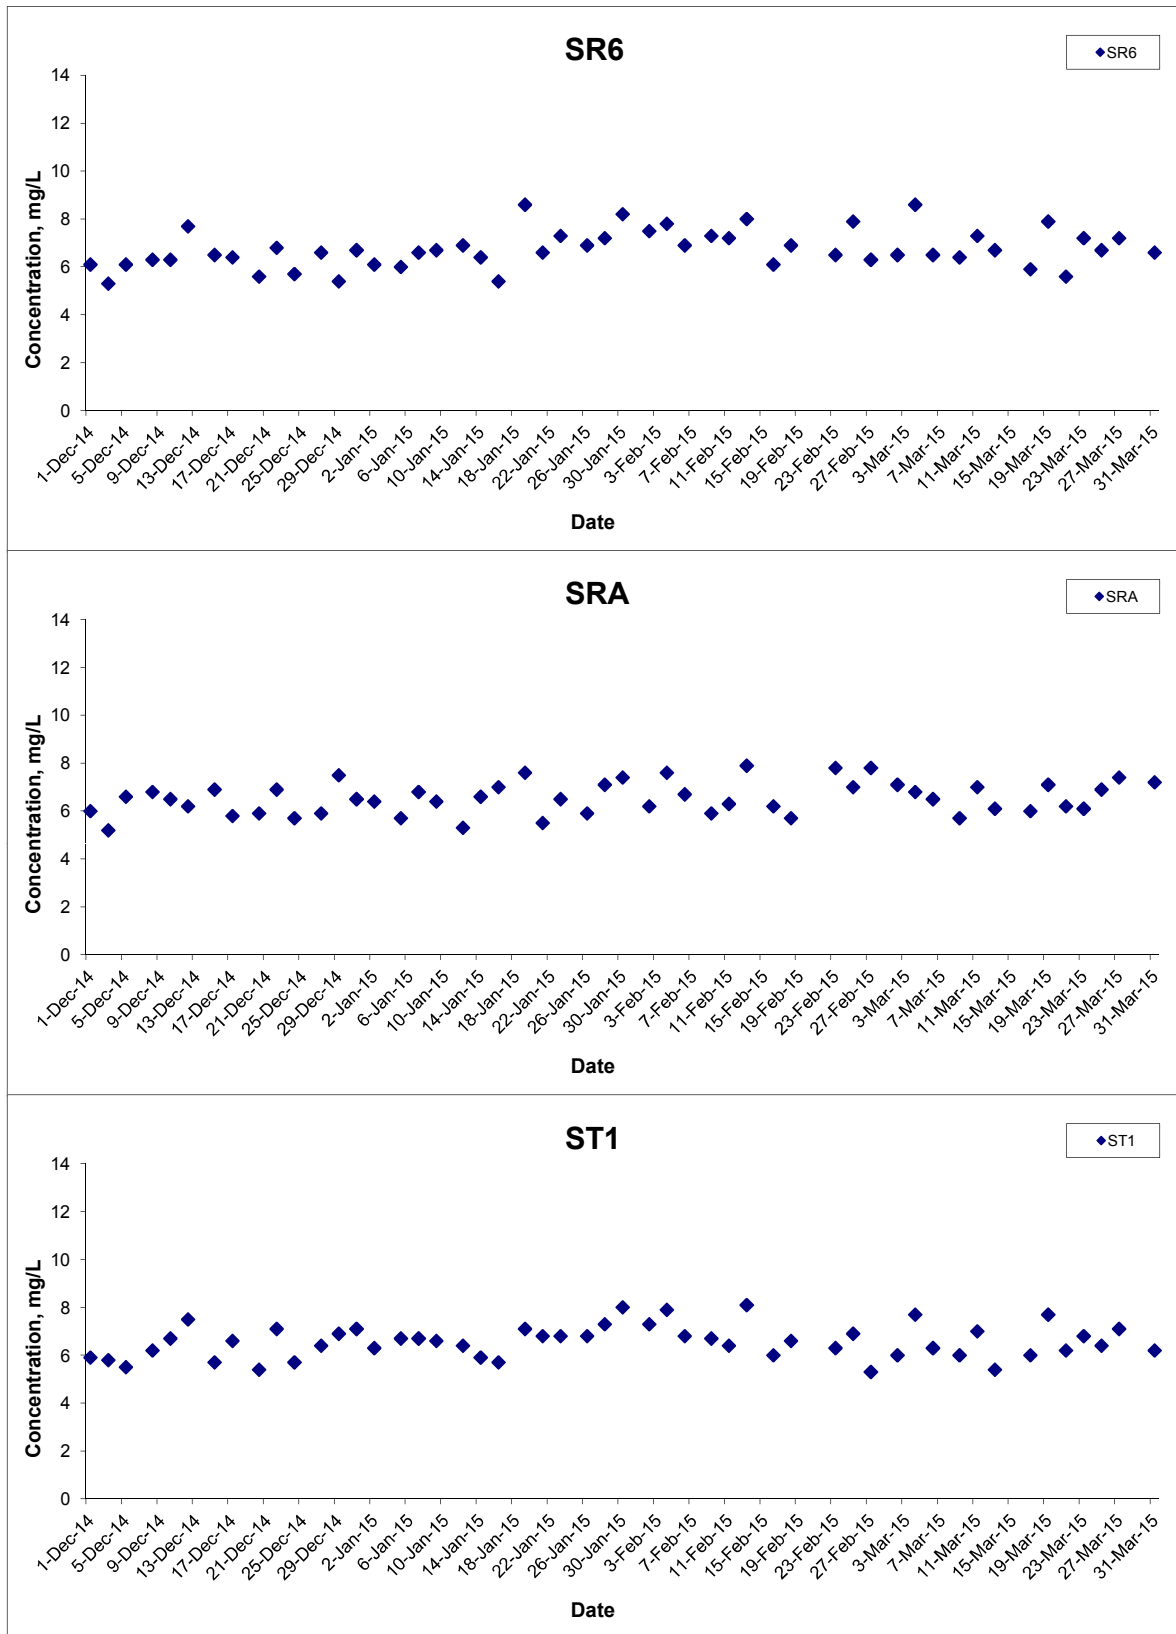 SR6
SR6
14
12
10
8
6
4
2
0
Concentration, mg/L
1-Dec-14
5-Dec-14
9-Dec-14
13-Dec-14
17-Dec-14
21-Dec-14
25-Dec-14
29-Dec-14
2-Jan-15
6-Jan-15
10-Jan-15
14-Jan-15
18-Jan-15
22-Jan-15
26-Jan-15
30-Jan-15
3-Feb-15
7-Feb-15
11-Feb-15
15-Feb-15
19-Feb-15
23-Feb-15
27-Feb-15
3-Mar-15
7-Mar-15
11-Mar-15
15-Mar-15
19-Mar-15
23-Mar-15
27-Mar-15
31-Mar-15
Date
SRA
SRA
14
12
10
8
6
4
2
0
Concentration, mg/L
1-Dec-14
5-Dec-14
9-Dec-14
13-Dec-14
17-Dec-14
21-Dec-14
25-Dec-14
29-Dec-14
2-Jan-15
6-Jan-15
10-Jan-15
14-Jan-15
18-Jan-15
22-Jan-15
26-Jan-15
30-Jan-15
3-Feb-15
7-Feb-15
11-Feb-15
15-Feb-15
19-Feb-15
23-Feb-15
27-Feb-15
3-Mar-15
7-Mar-15
11-Mar-15
15-Mar-15
19-Mar-15
23-Mar-15
27-Mar-15
31-Mar-15
Date
ST1
ST1
14
12
10
8
6
4
2
0
Concentration, mg/L
1-Dec-14
5-Dec-14
9-Dec-14
13-Dec-14
17-Dec-14
21-Dec-14
25-Dec-14
29-Dec-14
2-Jan-15
6-Jan-15
10-Jan-15
14-Jan-15
18-Jan-15
22-Jan-15
26-Jan-15
30-Jan-15
3-Feb-15
7-Feb-15
11-Feb-15
15-Feb-15
19-Feb-15
23-Feb-15
27-Feb-15
3-Mar-15
7-Mar-15
11-Mar-15
15-Mar-15
19-Mar-15
23-Mar-15
27-Mar-15
31-Mar-15
Date